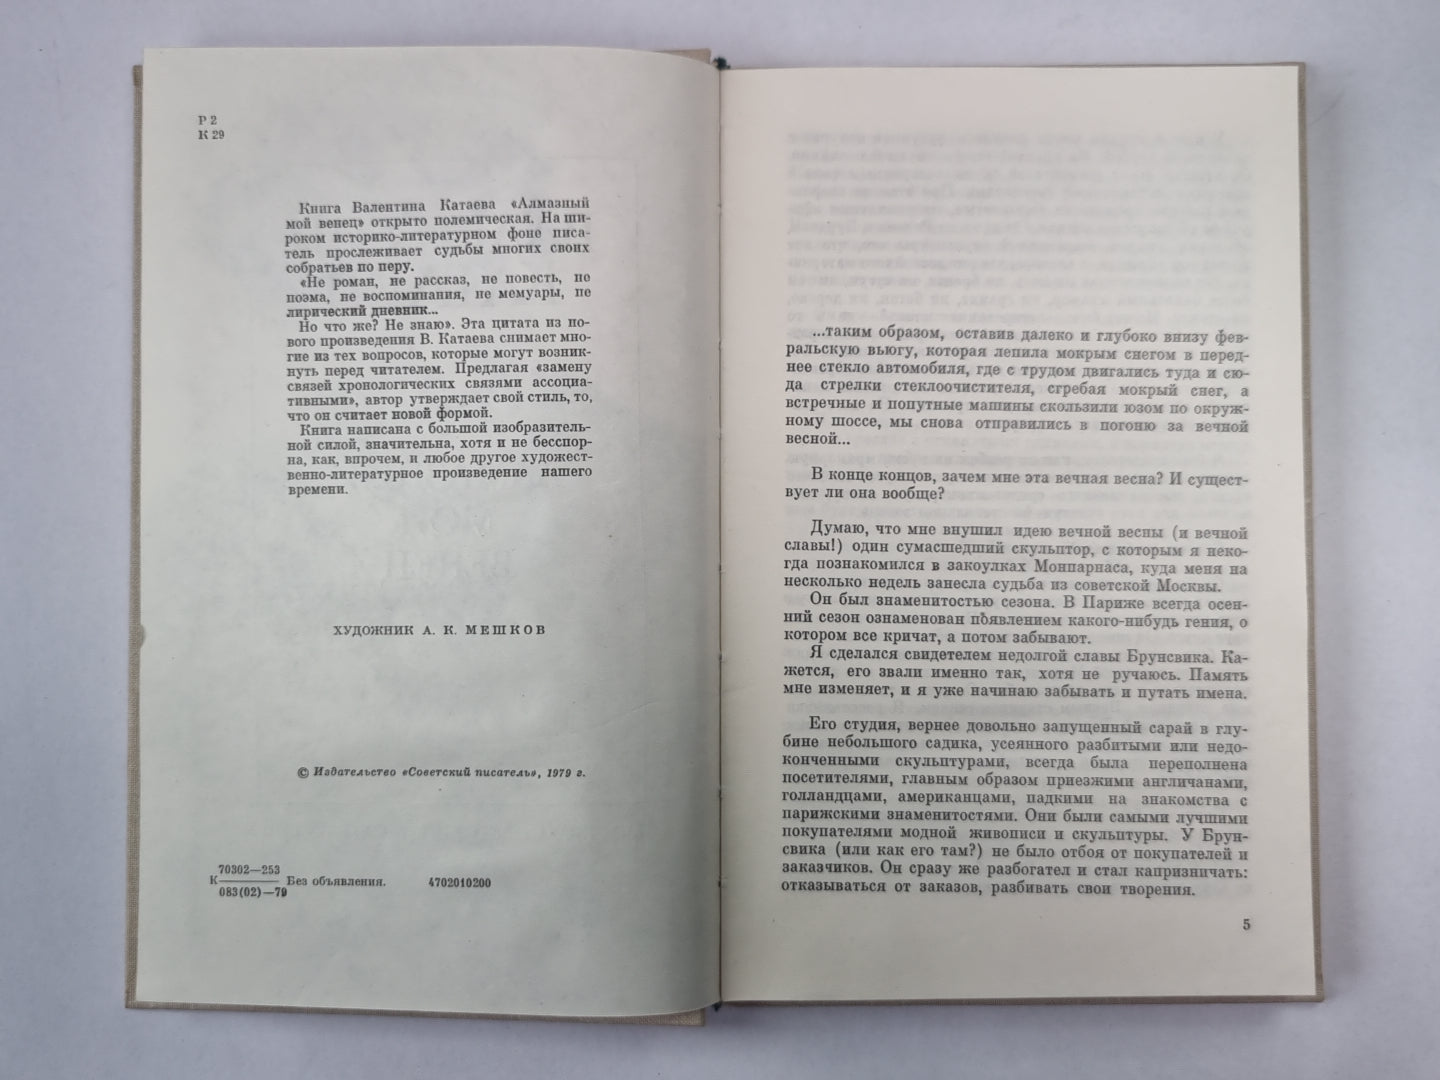 Р 2
К 29
Книга Валентина Катаева «Алмазный
мой венец» открыто полемическая. На ши-
роком историко-литературном фоне писа-
тель прослеживает судьбы многих своих
собратьев по перу.
«Не роман, не рассказ, не повесть, не
поэма, не воспоминания, не мемуары, не
лирический дневник...
Но что же? Не знаю». Эта цитата из но-
вого произведения В. Катаева снимает мно-
гие из тех вопросов, которые могут возник-
нуть перед читателем. Предлагая «замену
связей хронологических связями ассоциа-
тивными», автор утверждает свой стиль, то,
что он считает новой формой.
Книга написана с большой изобразитель-
ной силой, значительна, хотя и не бесспор-
на, как, впрочем, и любое другое художест-
венно-литературное произведение нашего
времени.
ХУДОЖНИК А. К. МЕШКОВ
© Издательство «Советский писатель», 1979 г.
К 70302—253
083(02)—79 Без объявления. 4702010200
...таким образом, оставив далеко и глубоко внизу фев-
ральскую вьюгу, которая лепила мокрым снегом в перед-
нее стекло автомобиля, где с трудом двигались туда и сю-
да стрелки стеклоочистителя, сгребая мокрый снег, а
встречные и попутные машины скользили юзом по окруж-
ному шоссе, мы снова отправились в погоню за вечной
весной...
В конце концов, зачем мне эта вечная весна? И сущест-
вует ли она вообще?
Думаю, что мне внушил идею вечной весны (и вечной
славы!) один сумасшедший скульптор, с которым я неко-
гда познакомился в закоулках Монпарнаса, куда меня на
несколько недель занесла судьба из советской Москвы.
Он был знаменитостью сезона. В Париже всегда осен-
ний сезон ознаменован появлением какого-нибудь гения, о
котором все кричат, а потом забывают.
Я сделался свидетелем недолгой славы Брунсвика. Ка-
жется, его звали именно так, хотя не ручаюсь. Память
мне изменяет, и я уже начинаю забывать и путать имена.
Его студия, вернее довольно запущенный сарай в глу-
бине небольшого садика, усеянного разбитыми или недо-
конченными скульптурами, всегда была переполнена
посетителями, главным образом приезжими англичанами,
голландцами, американцами, падкими на знакомства с
парижскими знаменитостями. Они были самыми лучшими
покупателями модной живописи и скульптуры. У Брун-
свика (или как его там?) не было отбоя от покупателей и
заказчиков. Он сразу же разбогател и стал капризничать:
отказываться от заказов, разбивать свои творения.
5